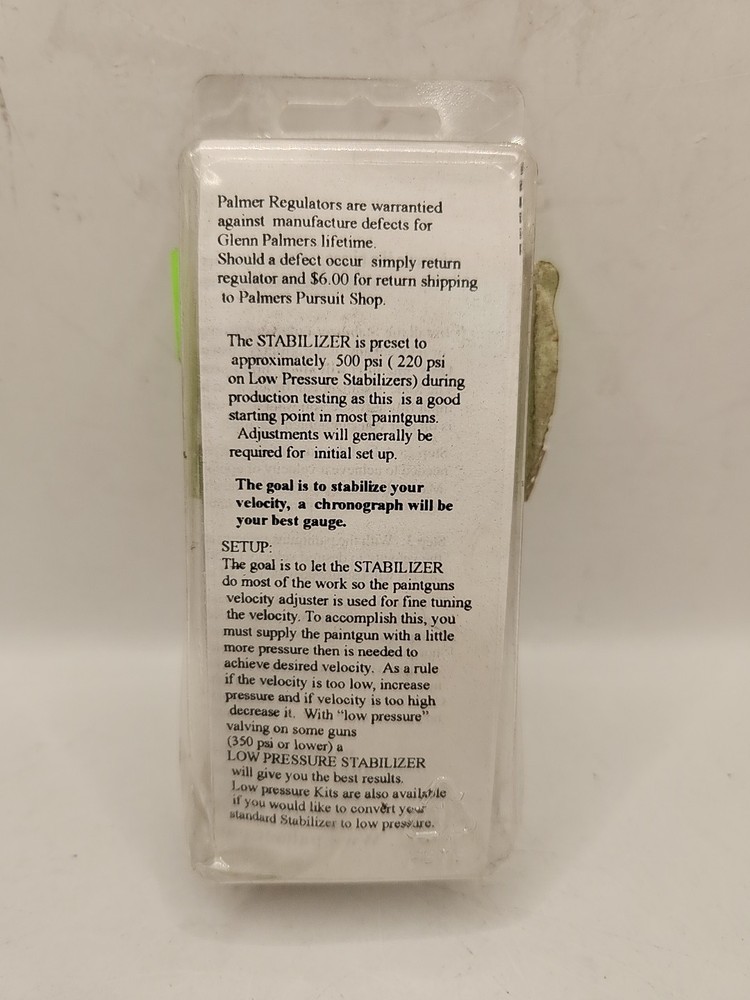 Palmer Regulators are warrantied
against manufacture defects for
Glenn Palmers lifetime.
Should a defect occur simply return
regulator and $6.00 for return shipping
to Palmers Pursuit Shop.
The STABILIZER is preset to
approximately 500 psi ( 220 psi
on Low Pressure Stabilizers) during
production testing as this is a good
starting point in most paintguns.
Adjustments will generally be
required for initial set up.
The goal is to stabilize your
velocity, a chronograph will be
your best gauge.
SETUP:
The goal is to let the STABILIZER
do most of the work so the paintguns
velocity adjuster is used for fine tuning
the velocity. To accomplish this, you
must supply the paintgun with a little
more pressure then is needed to
achieve desired velocity. As a rule
if the velocity is too low, increase
pressure and if velocity is too high
decrease it. With "low pressure"
valving on some guns
(350 psi or lower) a
LOW PRESSURE STABILIZER
will give you the best results.
Low pressure Kits are also available
if you would like to convert your
standard Stabilizer to low pressure.